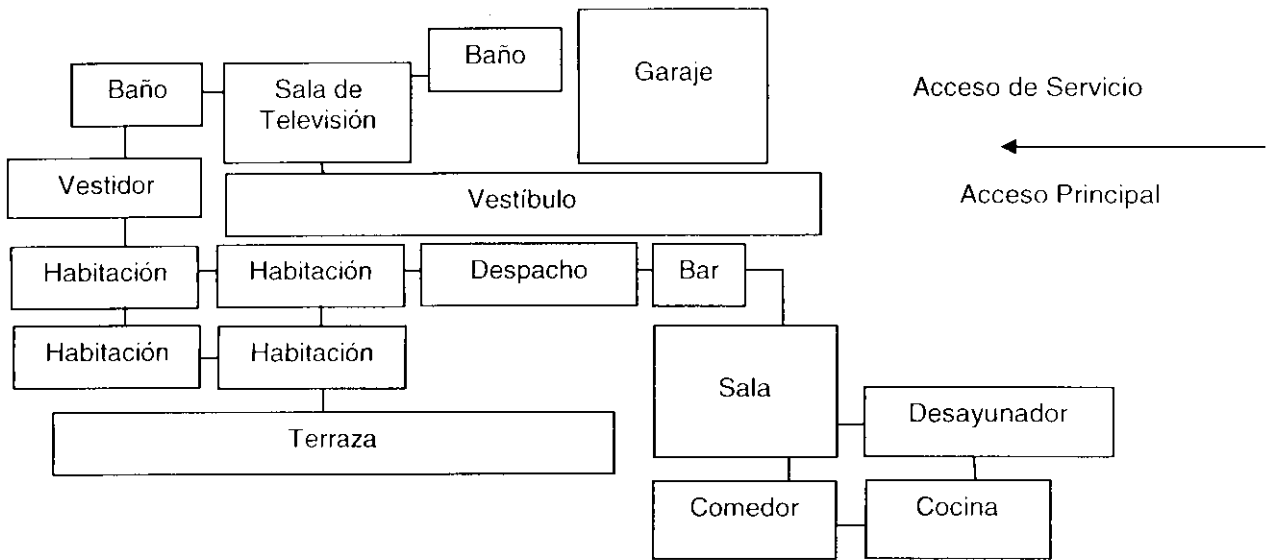 Baño
Garaje
Baño
Sala de
Televisión
Acceso de Servicio
Vestidor
Vestíbulo
Acceso Principal
Habitación
Habitación
Despacho
Bar
Habitación
Habitación
Sala
Desayunador
Terraza
Comedor
Cocina